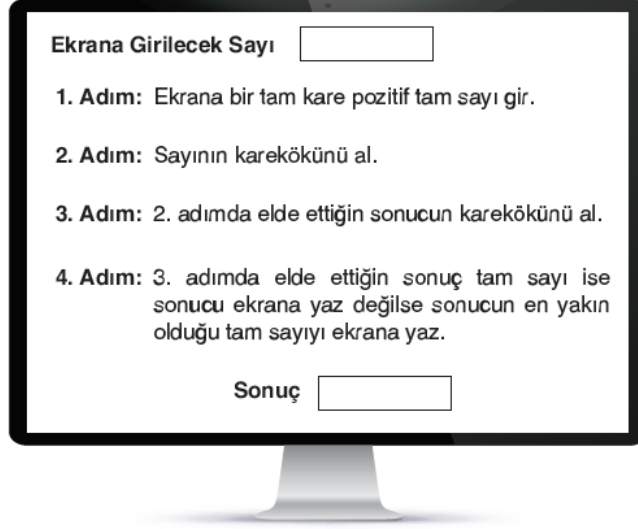 Ekrana Girilecek Sayı
1. Adım: Ekrana bir tam kare pozitif tam sayı gir.
2. Adım: Sayının karekökünü al.
3. Adım: 2. adımda elde ettiğin sonucun karekökünü al.
4. Adım: 3. adımda elde ettiğin sonuç tam sayı ise
sonucu ekrana yaz değilse sonucun en yakın
olduğu tam sayıyı ekrana yaz.
Sonuç